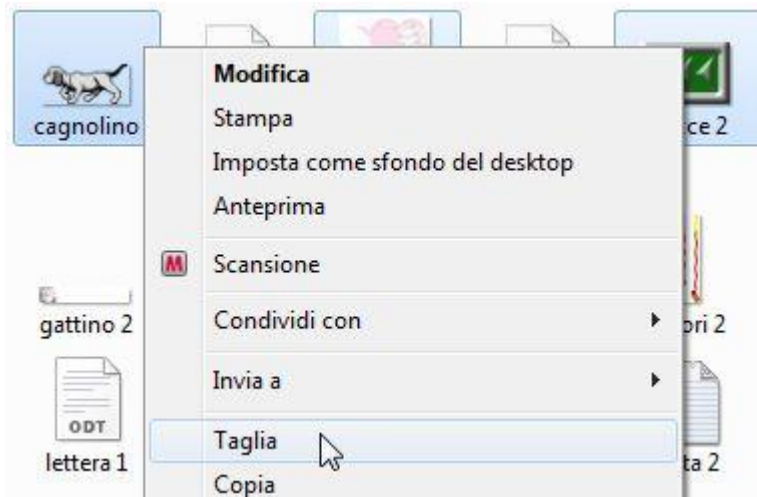 cagnolino
ce 2
Modifica
Stampa
Imposta come sfondo del desktop
Anteprima
M Scansione
Condividi con
Invia a
Taglia
Copia
gattino 2
ori 2
ODT
lettera 1
ta 2